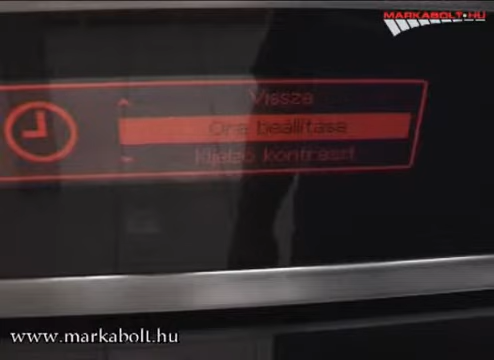 MARKABOLT.HU
Vissza
Óra beállítása
Kijelző kontraszt
www.markabolt.hu